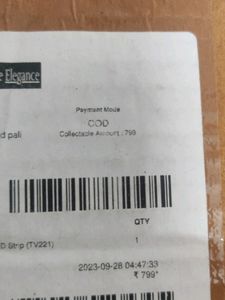 e Elegance
Payment Mode
COD
Collectable Amount : 799
d pali
QTY
D Strip (TV221) 1
2023-09-28 04:47:33
₹ 799*